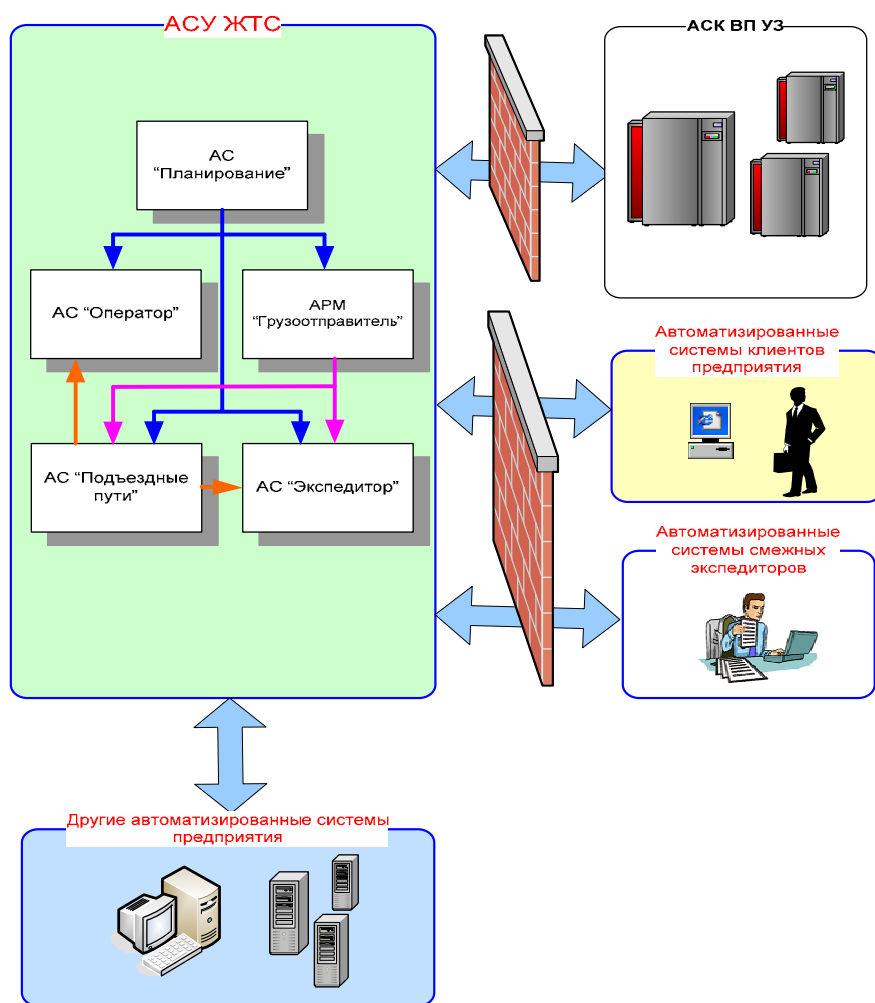 АСУ ЖТС
АСК ВП УЗ
АС
“Планирование”
АС “Оператор”
АРМ
“Грузоотправитель”
АС “Подъездные
пути”
АС “Экспедитор”
Автоматизированные
системы клиентов
предприятия
Автоматизированные
системы смежных
экспедиторов
Другие автоматизированные системы
предприятия